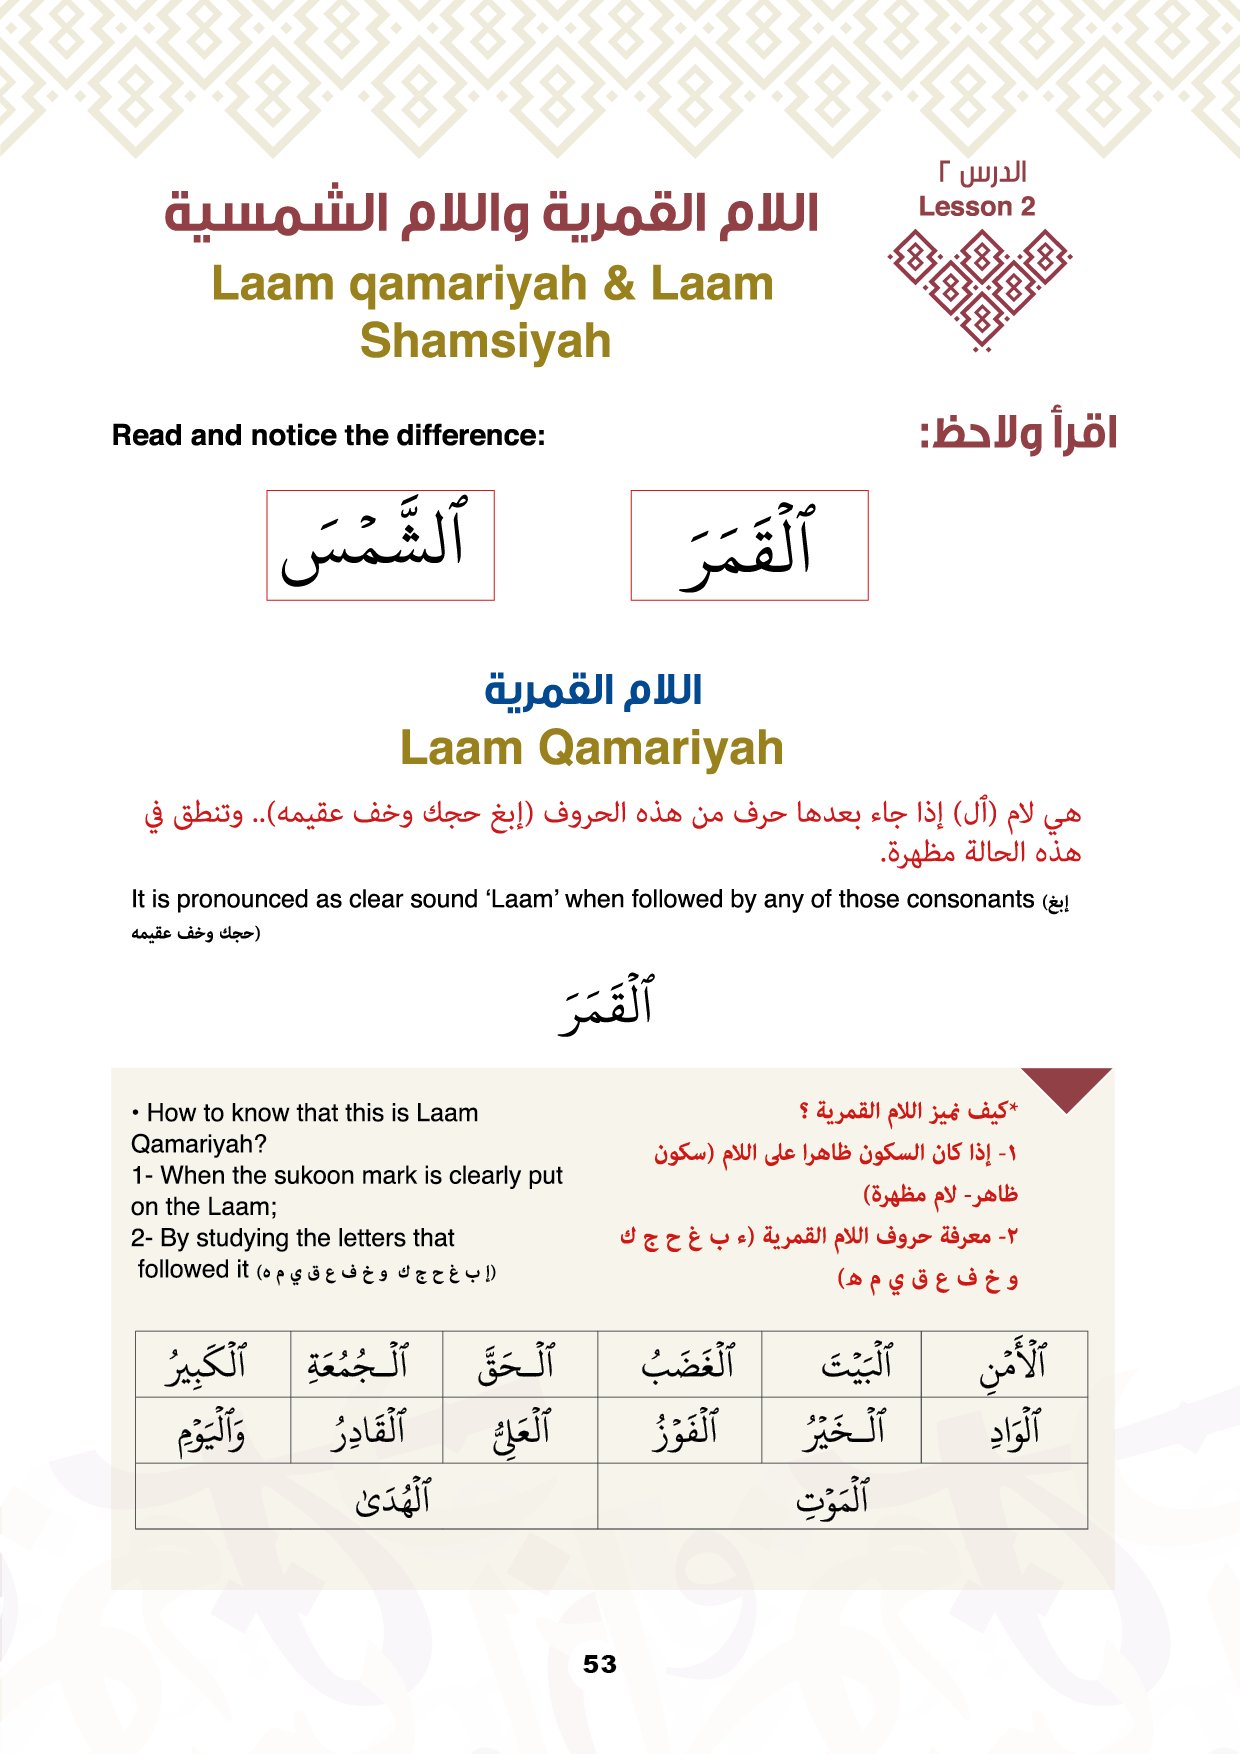 الدرس ٢
Lesson 2
اللام القمرية واللام الشمسية
Laam qamariyah & Laam
Shamsiyah
اقرأ ولاحظ:
Read and notice the difference:
ٱلۡقَمَرَ
ٱلشَّمۡسَ
اللام القمرية
Laam Qamariyah
هي لام (ٱل) إذا جاء بعدها حرف من هذه الحروف (إبغ حجك وخف عقيمه).. وتنطق في
هذه الحالة مظهرة.
It is pronounced as clear sound ‘Laam’ when followed by any of those consonants (إبغ
حجك وخف عقيمه)
ٱلۡقَمَرَ
*كيف نميز اللام القمرية ؟
١- إذا كان السكون ظاهرا على اللام (سكون
ظاهر- لام مظهرة)
٢- معرفة حروف اللام القمرية (ء ب غ ح ج ك
و خ ف ع ق ي م ه)
• How to know that this is Laam
Qamariyah?
1- When the sukoon mark is clearly put
on the Laam;
2- By studying the letters that
followed it (إ ب غ ح ج ك و خ ف ع ق ي م ه)
ٱلۡأَمۡنِ ٱلۡبَيۡتَ ٱلۡغَضَبُ ٱلۡـحَقَّ ٱلۡـجُمُعَةِ ٱلۡكَبِيرُ
ٱلۡوَادِ ٱلۡـخَيۡرُ ٱلۡفَوۡزُ ٱلۡعَلِيُّ ٱلۡقَادِرُ وَٱلۡيَوۡمِ
ٱلۡمَوۡتِ ٱلۡهُدَىٰ
53